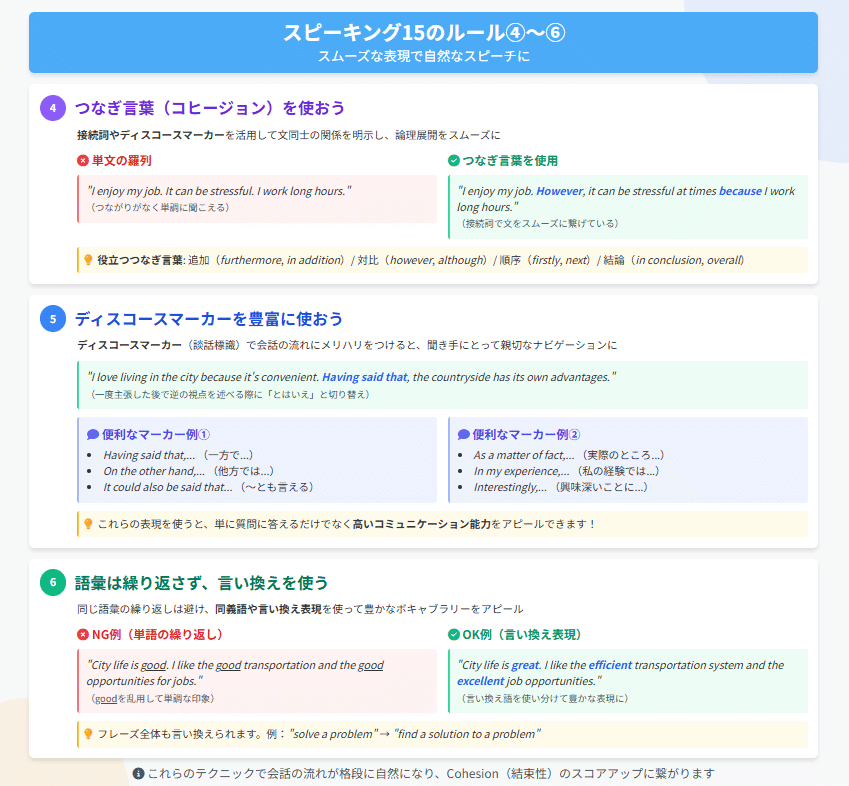 スピーキング15のルール④〜⑥
スムーズな表現で自然なスピーチに
4 つなぎ言葉（コヒージョン）を使おう
接続詞やディスコースマーカーを活用して文同士の関係を明示し、論理展開をスムーズに
単文の羅列
"I enjoy my job. It can be stressful. I work long hours."
（つながりがなく単調に聞こえる）
つなぎ言葉を使用
"I enjoy my job. However, it can be stressful at times because I work
long hours."
（接続詞で文をスムーズに繋げている）
役立つつなぎ言葉: 追加（furthermore, in addition）/ 対比（however, although）/ 順序（firstly, next）/ 結論（in conclusion, overall）
5 ディスコースマーカーを豊富に使おう
ディスコースマーカー（談話標識）で会話の流れにメリハリをつけると、聞き手にとって親切なナビゲーションに
"I love living in the city because it's convenient. Having said that, the countryside has its own advantages."
（一度主張した後で逆の視点を述べる際に「とはいえ」と切り替え）
便利なマーカー例①
• Having said that,...（一方で...）
• On the other hand,...（他方では...）
• It could also be said that...（〜とも言える）
便利なマーカー例②
• As a matter of fact,...（実際のところ...）
• In my experience,...（私の経験では...）
• Interestingly,...（興味深いことに...）
これらの表現を使うと、単に質問に答えるだけでなく高いコミュニケーション能力をアピールできます！
6 語彙は繰り返さず、言い換えを使う
同じ語彙の繰り返しは避け、同義語や言い換え表現を使って豊かなボキャブラリーをアピール
NG例（単語の繰り返し）
"City life is good. I like the good transportation and the good
opportunities for jobs."
（goodを乱用して単調な印象）
OK例（言い換え表現）
"City life is great. I like the efficient transportation system and the
excellent job opportunities."
（言い換え語を使い分けて豊かな表現に）
フレーズ全体も言い換えられます。例："solve a problem" → "find a solution to a problem"
これらのテクニックで会話の流れが格段に自然になり、Cohesion（結束性）のスコアアップに繋がります